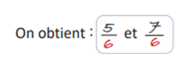 On obtient : 5/6 et 7/6